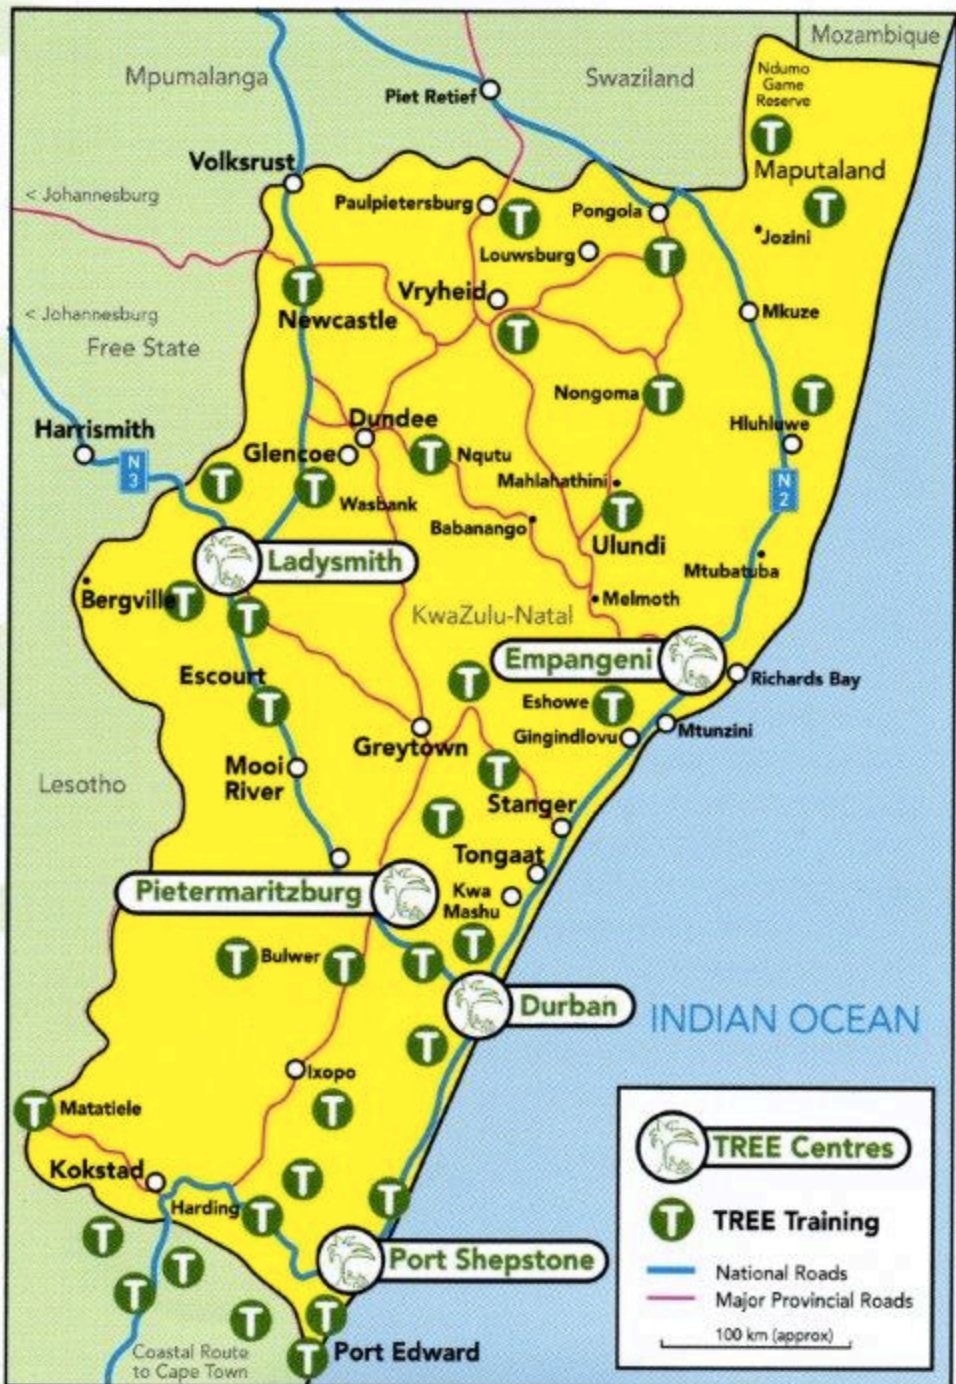 Mozambique
Mpumalanga
Swaziland
Ndumo
Game
Reserve
Piet Retief
T
Volksrust
Maputaland
< Johannesburg
Paulpietersburg
T
Pongola
T
Jozini
Louwsburg
T
T
Vryheid
Mkuze
< Johannesburg
Newcastle
T
Free State
Nongoma
T
T
Dundee
Hluhluwe
Harrismith
Glencoe
T
Nqutu
N
3
T
T
Mahlahathini
N
2
Wasbank
T
Babanango
Ulundi
Ladysmith
Mtubatuba
Bergville
T
T
Melmoth
KwaZulu-Natal
Empangeni
Escourt
T
Richards Bay
T
Eshowe
T
Gingindlovu
Mtunzini
Greytown
Mooi
River
T
Lesotho
Stanger
T
Tongaat
Pietermaritzburg
Kwa
Mashu
T
T
Bulwer
T
T
Durban
INDIAN OCEAN
T
Ixopo
T
Matatiele
T
TREE Centres
Kokstad
T
T
Harding
T
T
TREE Training
T
T
Port Shepstone
T
National Roads
Major Provincial Roads
T
T
100 km (approx)
Coastal Route
to Cape Town
T
Port Edward